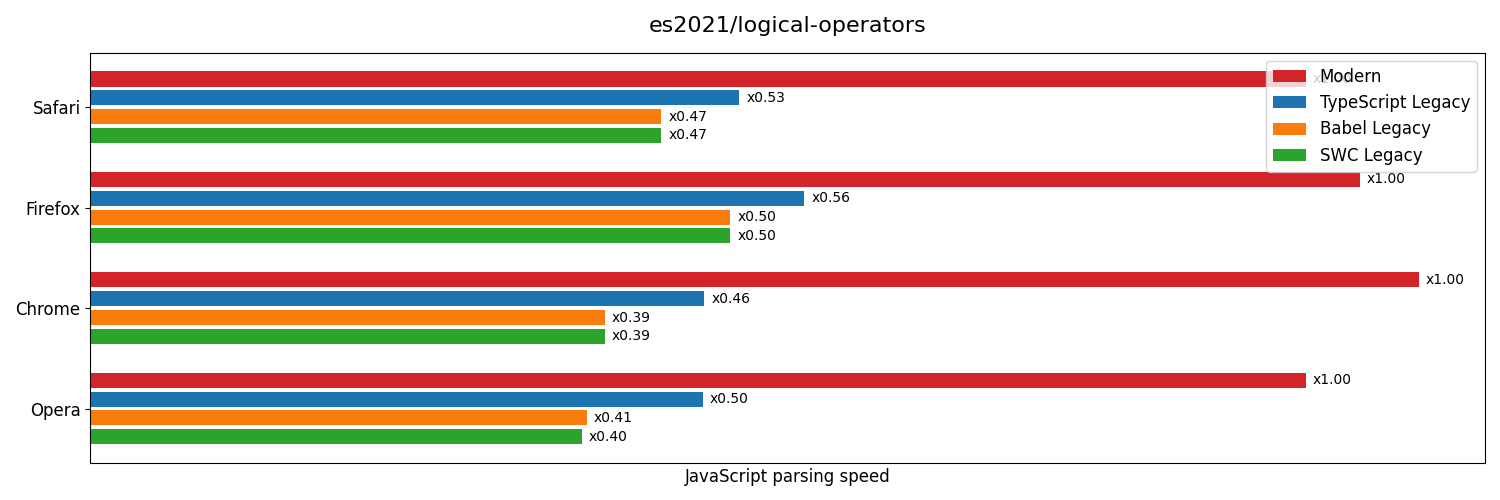 es2021/logical-operators
Modern
TypeScript Legacy
Babel Legacy
SWC Legacy
Safari
x0.53
x0.47
x0.47
Firefox
x1.00
x0.56
x0.50
x0.50
Chrome
x1.00
x0.46
x0.39
x0.39
Opera
x1.00
x0.50
x0.41
x0.40
JavaScript parsing speed